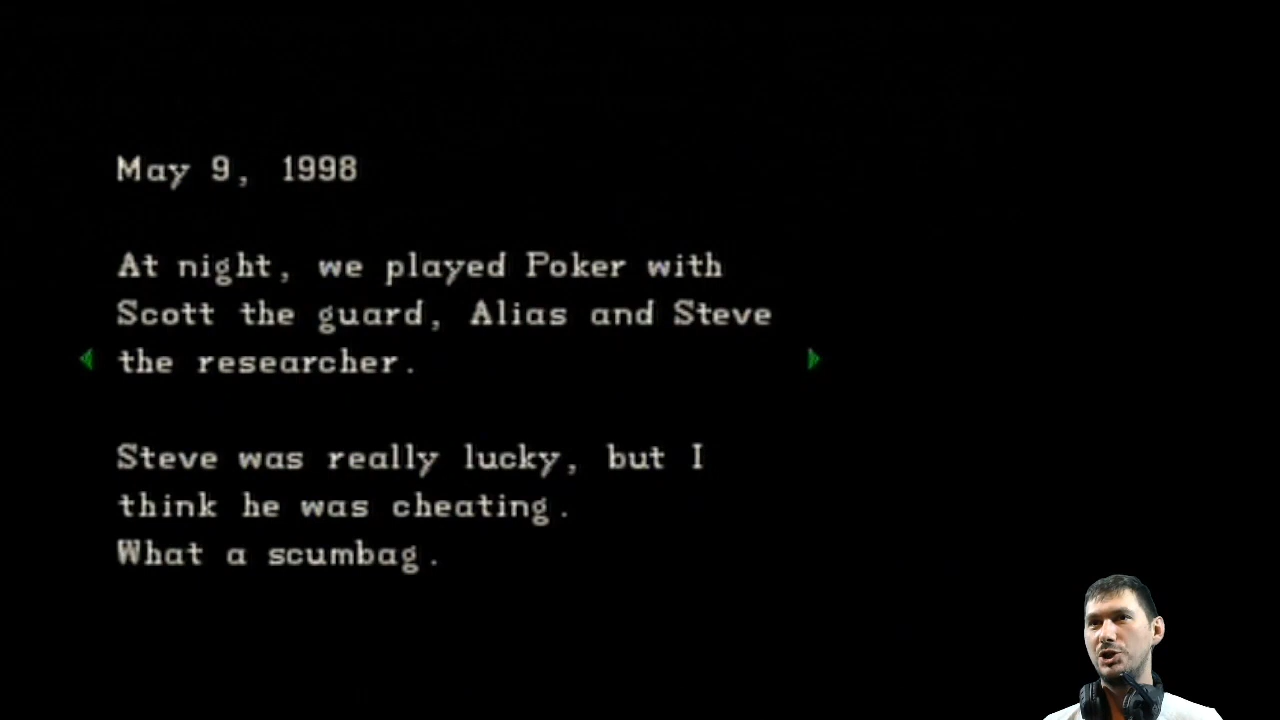 May 9, 1998
At night, we played Poker with
Scott the guard, Alias and Steve
the researcher.
Steve was really lucky, but I
think he was cheating.
What a scumbag.